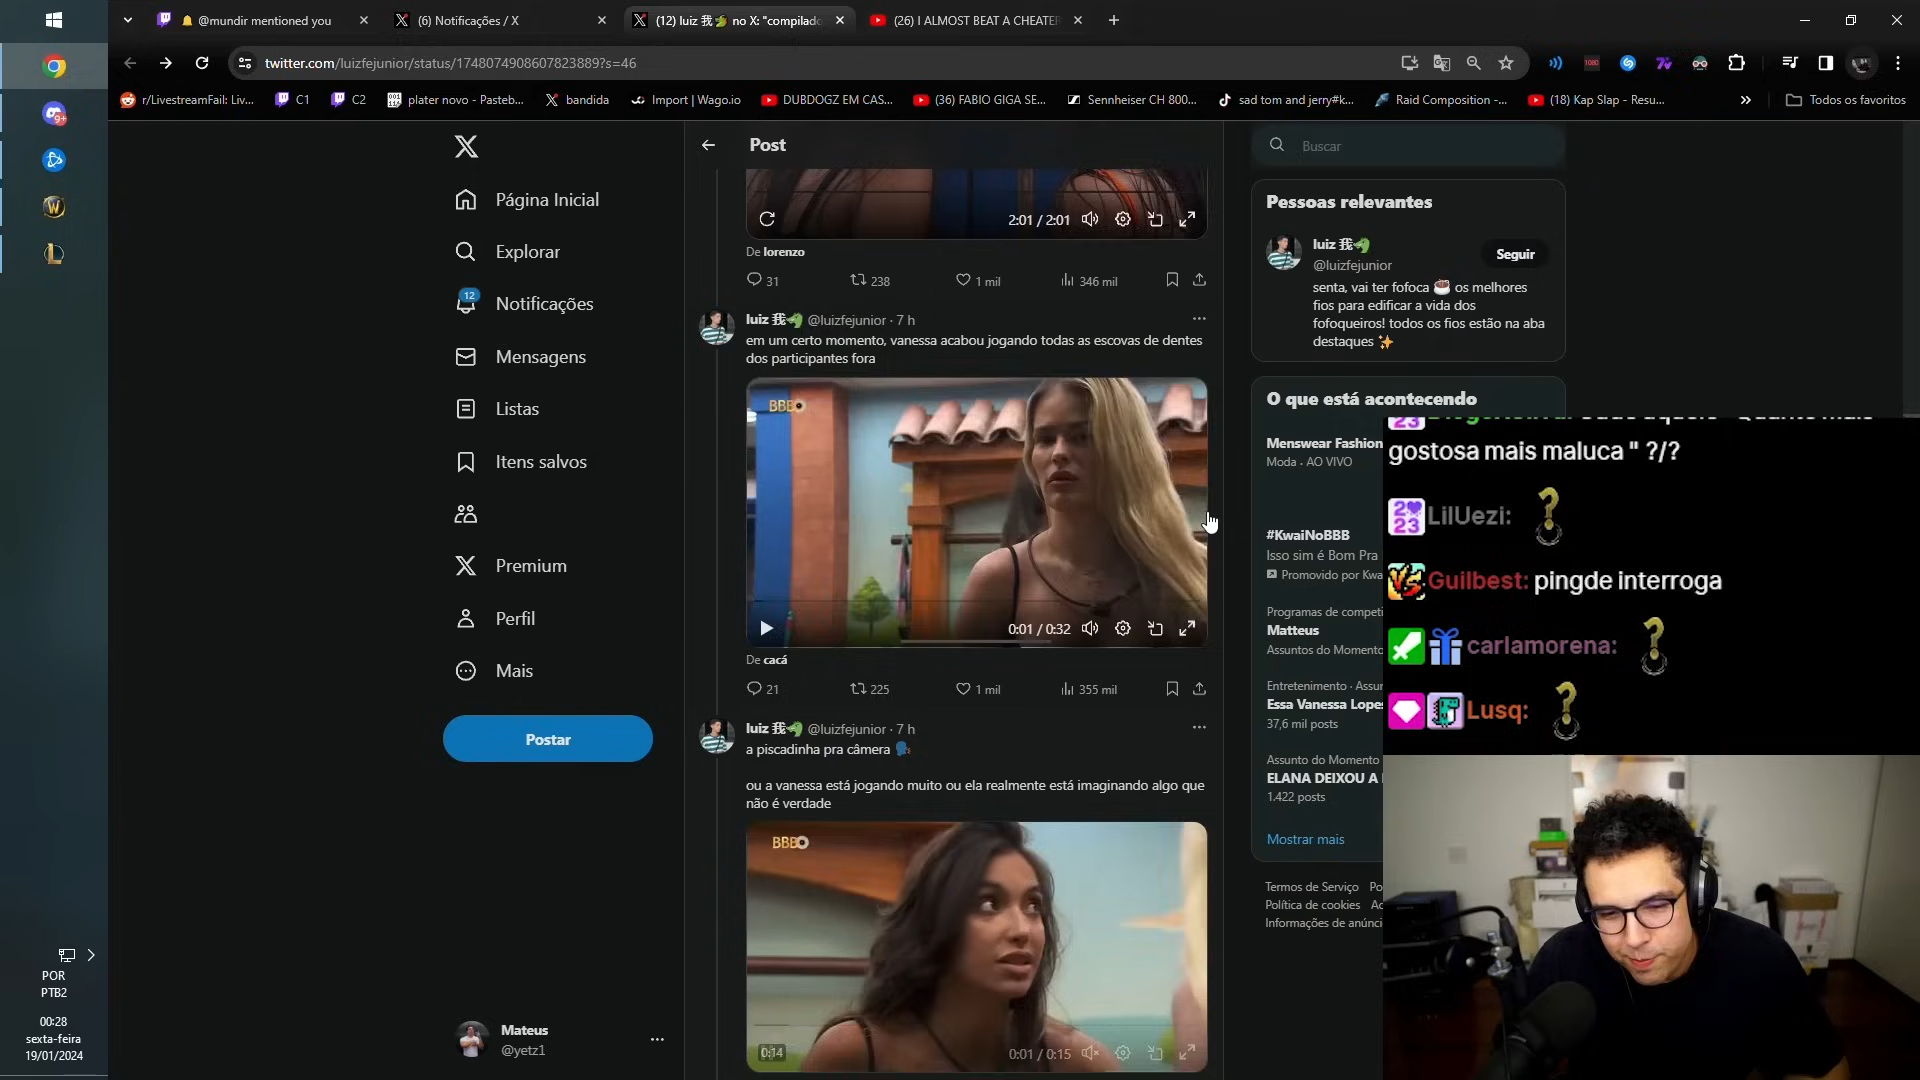 @mundir mentioned you
(6) Notificações / X
(12) luiz 我 no X: "compilado
(26) I ALMOST BEAT A CHEATER
twitter.com/luizfejunior/status/1748074908607823889?s=46
r/LivestreamFail: Liv...
C1
C2
plater novo - Pasteb...
bandida
Import | Wago.io
DUBDOGZ EM CAS...
(36) FABIO GIGA SE...
Sennheiser CH 800...
sad tom and jerry#k...
Raid Composition -...
(18) Kap Slap - Resu...
»
Todos os favoritos
Página Inicial
Explorar
12
Notificações
Mensagens
Listas
Itens salvos
Premium
Perfil
Mais
Postar
Mateus
@yetz1
9+
POR
PTB2
00:28
sexta-feira
19/01/2024
Post
2:01 / 2:01
De lorenzo
31
238
1 mil
346 mil
luiz 我 @luizfejunior · 7 h
em um certo momento, vanessa acabou jogando todas as escovas de dentes
dos participantes fora
BBB
0:01 / 0:32
De cacá
21
225
1 mil
355 mil
luiz 我 @luizfejunior · 7 h
a piscadinha pra câmera
ou a vanessa está jogando muito ou ela realmente está imaginando algo que
não é verdade
BBB
0:14
0:01 / 0:15
Buscar
Pessoas relevantes
luiz 我
@luizfejunior
Seguir
senta, vai ter fofoca ☕ os melhores
fios para edificar a vida dos
fofoqueiros! todos os fios estão na aba
destaques ✨
O que está acontecendo
Menswear Fashion
Moda · AO VIVO
#KwaiNoBBB
Isso sim é Bom Pra
Promovido por Kwa
Programas de competi
Matteus
Assuntos do Momento
Entretenimento · Assun
Essa Vanessa Lopes
37,6 mil posts
Assunto do Momento
ELANA DEIXOU A
1.422 posts
Mostrar mais
Termos de Serviço Po
Política de cookies Ac
Informações de anúnci
gostosa mais maluca " ?/?
LilUezi:
Guilbest: pingde interroga
carlamorena:
Lusq: